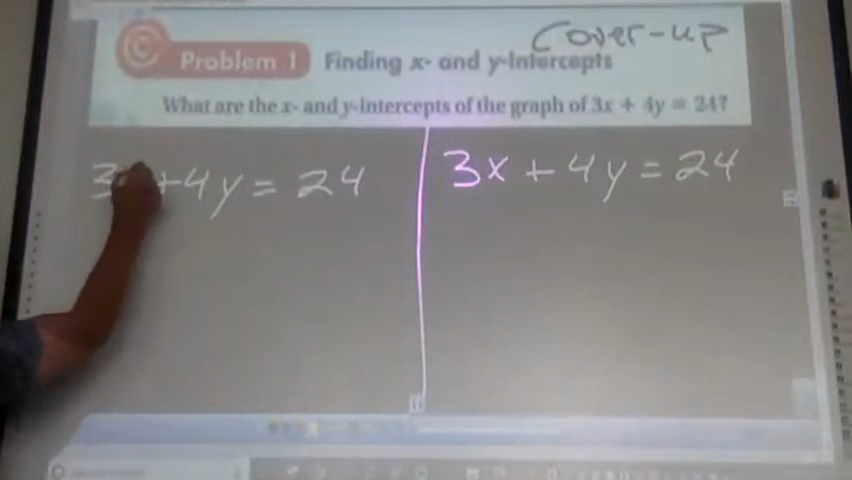 Cover-up
Problem 1 Finding x- and y-Intercepts
What are the x- and y-intercepts of the graph of 3x + 4y = 24?
3 + 4y = 24
3x + 4y = 24